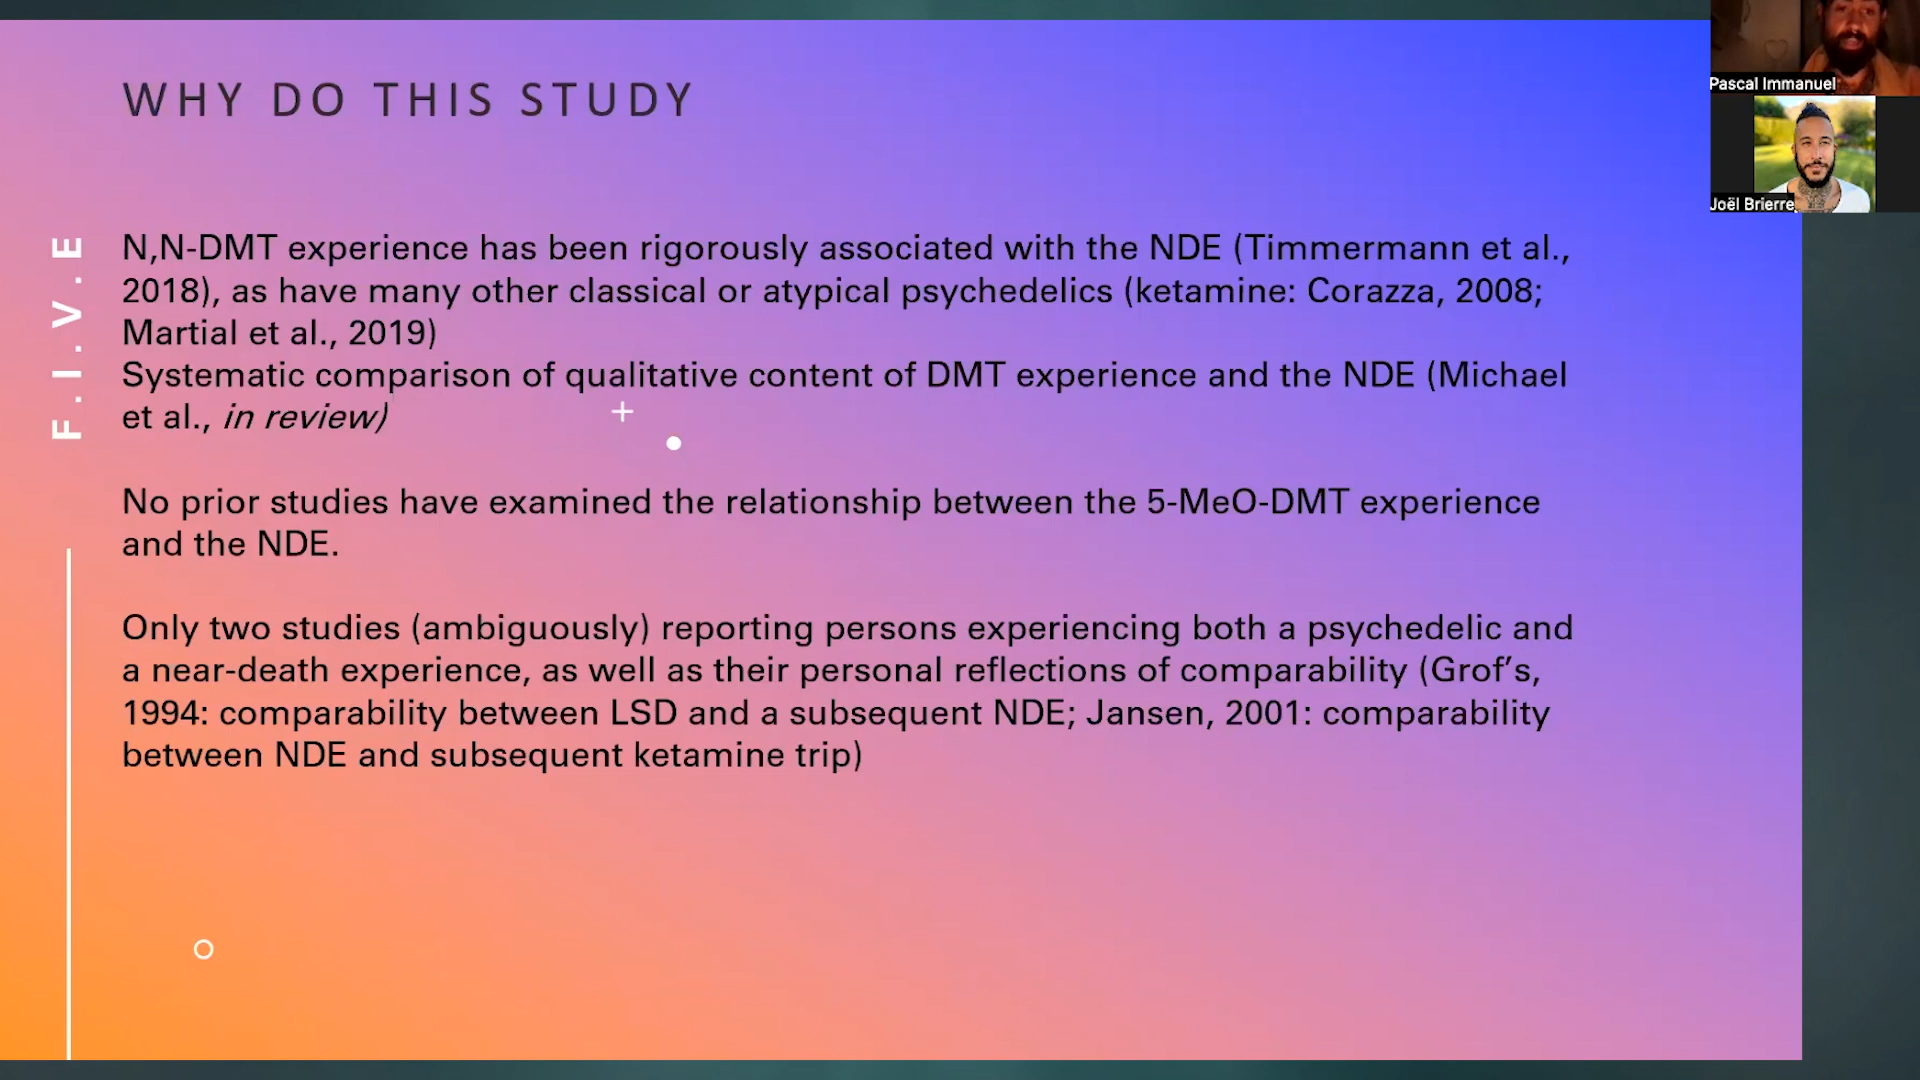 WHY DO THIS STUDY
F.I.V.E
N,N-DMT experience has been rigorously associated with the NDE (Timmermann et al.,
2018), as have many other classical or atypical psychedelics (ketamine: Corazza, 2008;
Martial et al., 2019)
Systematic comparison of qualitative content of DMT experience and the NDE (Michael
et al., in review)
No prior studies have examined the relationship between the 5-MeO-DMT experience
and the NDE.
Only two studies (ambiguously) reporting persons experiencing both a psychedelic and
a near-death experience, as well as their personal reflections of comparability (Grof's,
1994: comparability between LSD and a subsequent NDE; Jansen, 2001: comparability
between NDE and subsequent ketamine trip)
Pascal Immanuel
Joël Brierre